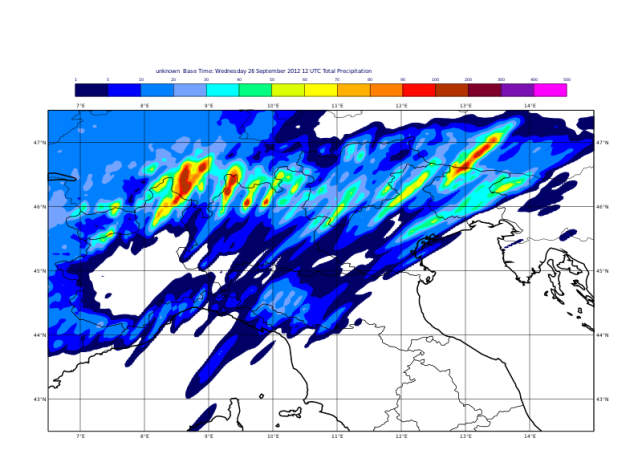 unknown Base Time: Wednesday 26 September 2012 12 UTC Total Precipitation
1 5 10 20 30 40 50 60 70 80 90 100 200 300 400 500
7°E 8°E 9°E 10°E 11°E 12°E 13°E 14°E
47°N 47°N
46°N 46°N
45°N 45°N
44°N 44°N
43°N 43°N
7°E 8°E 9°E 10°E 11°E 12°E 13°E 14°E